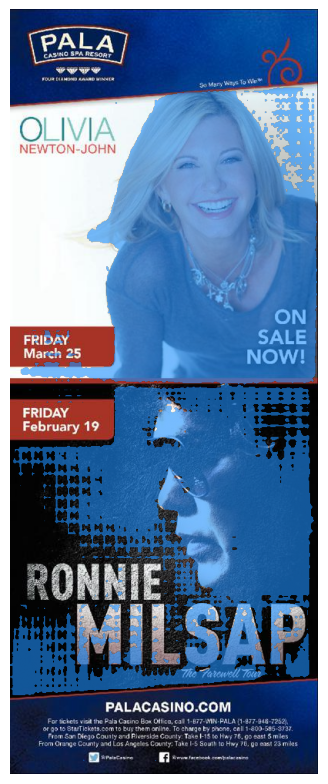 PALA
CASINO SPA RESORT
FOUR DIAMOND AWARD WINNER
So Many Ways To Win™
OLIVIA
NEWTON-JOHN
ON
SALE
NOW!
FRIDAY
March 25
FRIDAY
February 19
RONNIE
MILSAP
The Farewell Tour
PALACASINO.COM
For tickets visit the Pala Casino Box Office, call 1-877-WIN-PALA (1-877-946-7252),
or go to StarTickets.com to buy them online. To charge by phone, call 1-800-585-3737.
From San Diego County and Riverside County: Take I-15 to Hwy 76, go east 5 miles
From Orange County and Los Angeles County: Take I-5 South to Hwy 76, go east 23 miles
@PalaCasino
www.facebook.com/palacasino